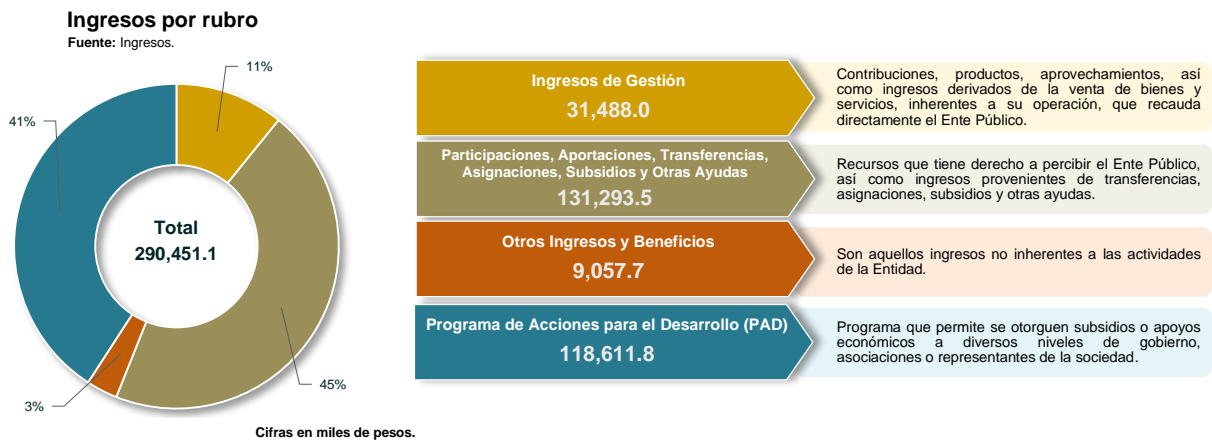 Ingresos por rubro
Fuente: Ingresos.
11%
41%
Total
290,451.1
3%
45%
Cifras en miles de pesos.
Ingresos de Gestión
31,488.0
Contribuciones, productos, aprovechamientos, así
como ingresos derivados de la venta de bienes y
servicios, inherentes a su operación, que recauda
directamente el Ente Público.
Participaciones, Aportaciones, Transferencias,
Asignaciones, Subsidios y Otras Ayudas
131,293.5
Recursos que tiene derecho a percibir el Ente Público,
así como ingresos provenientes de transferencias,
asignaciones, subsidios y otras ayudas.
Otros Ingresos y Beneficios
9,057.7
Son aquellos ingresos no inherentes a las actividades
de la Entidad.
Programa de Acciones para el Desarrollo (PAD)
118,611.8
Programa que permite se otorguen subsidios o apoyos
económicos a diversos niveles de gobierno,
asociaciones o representantes de la sociedad.